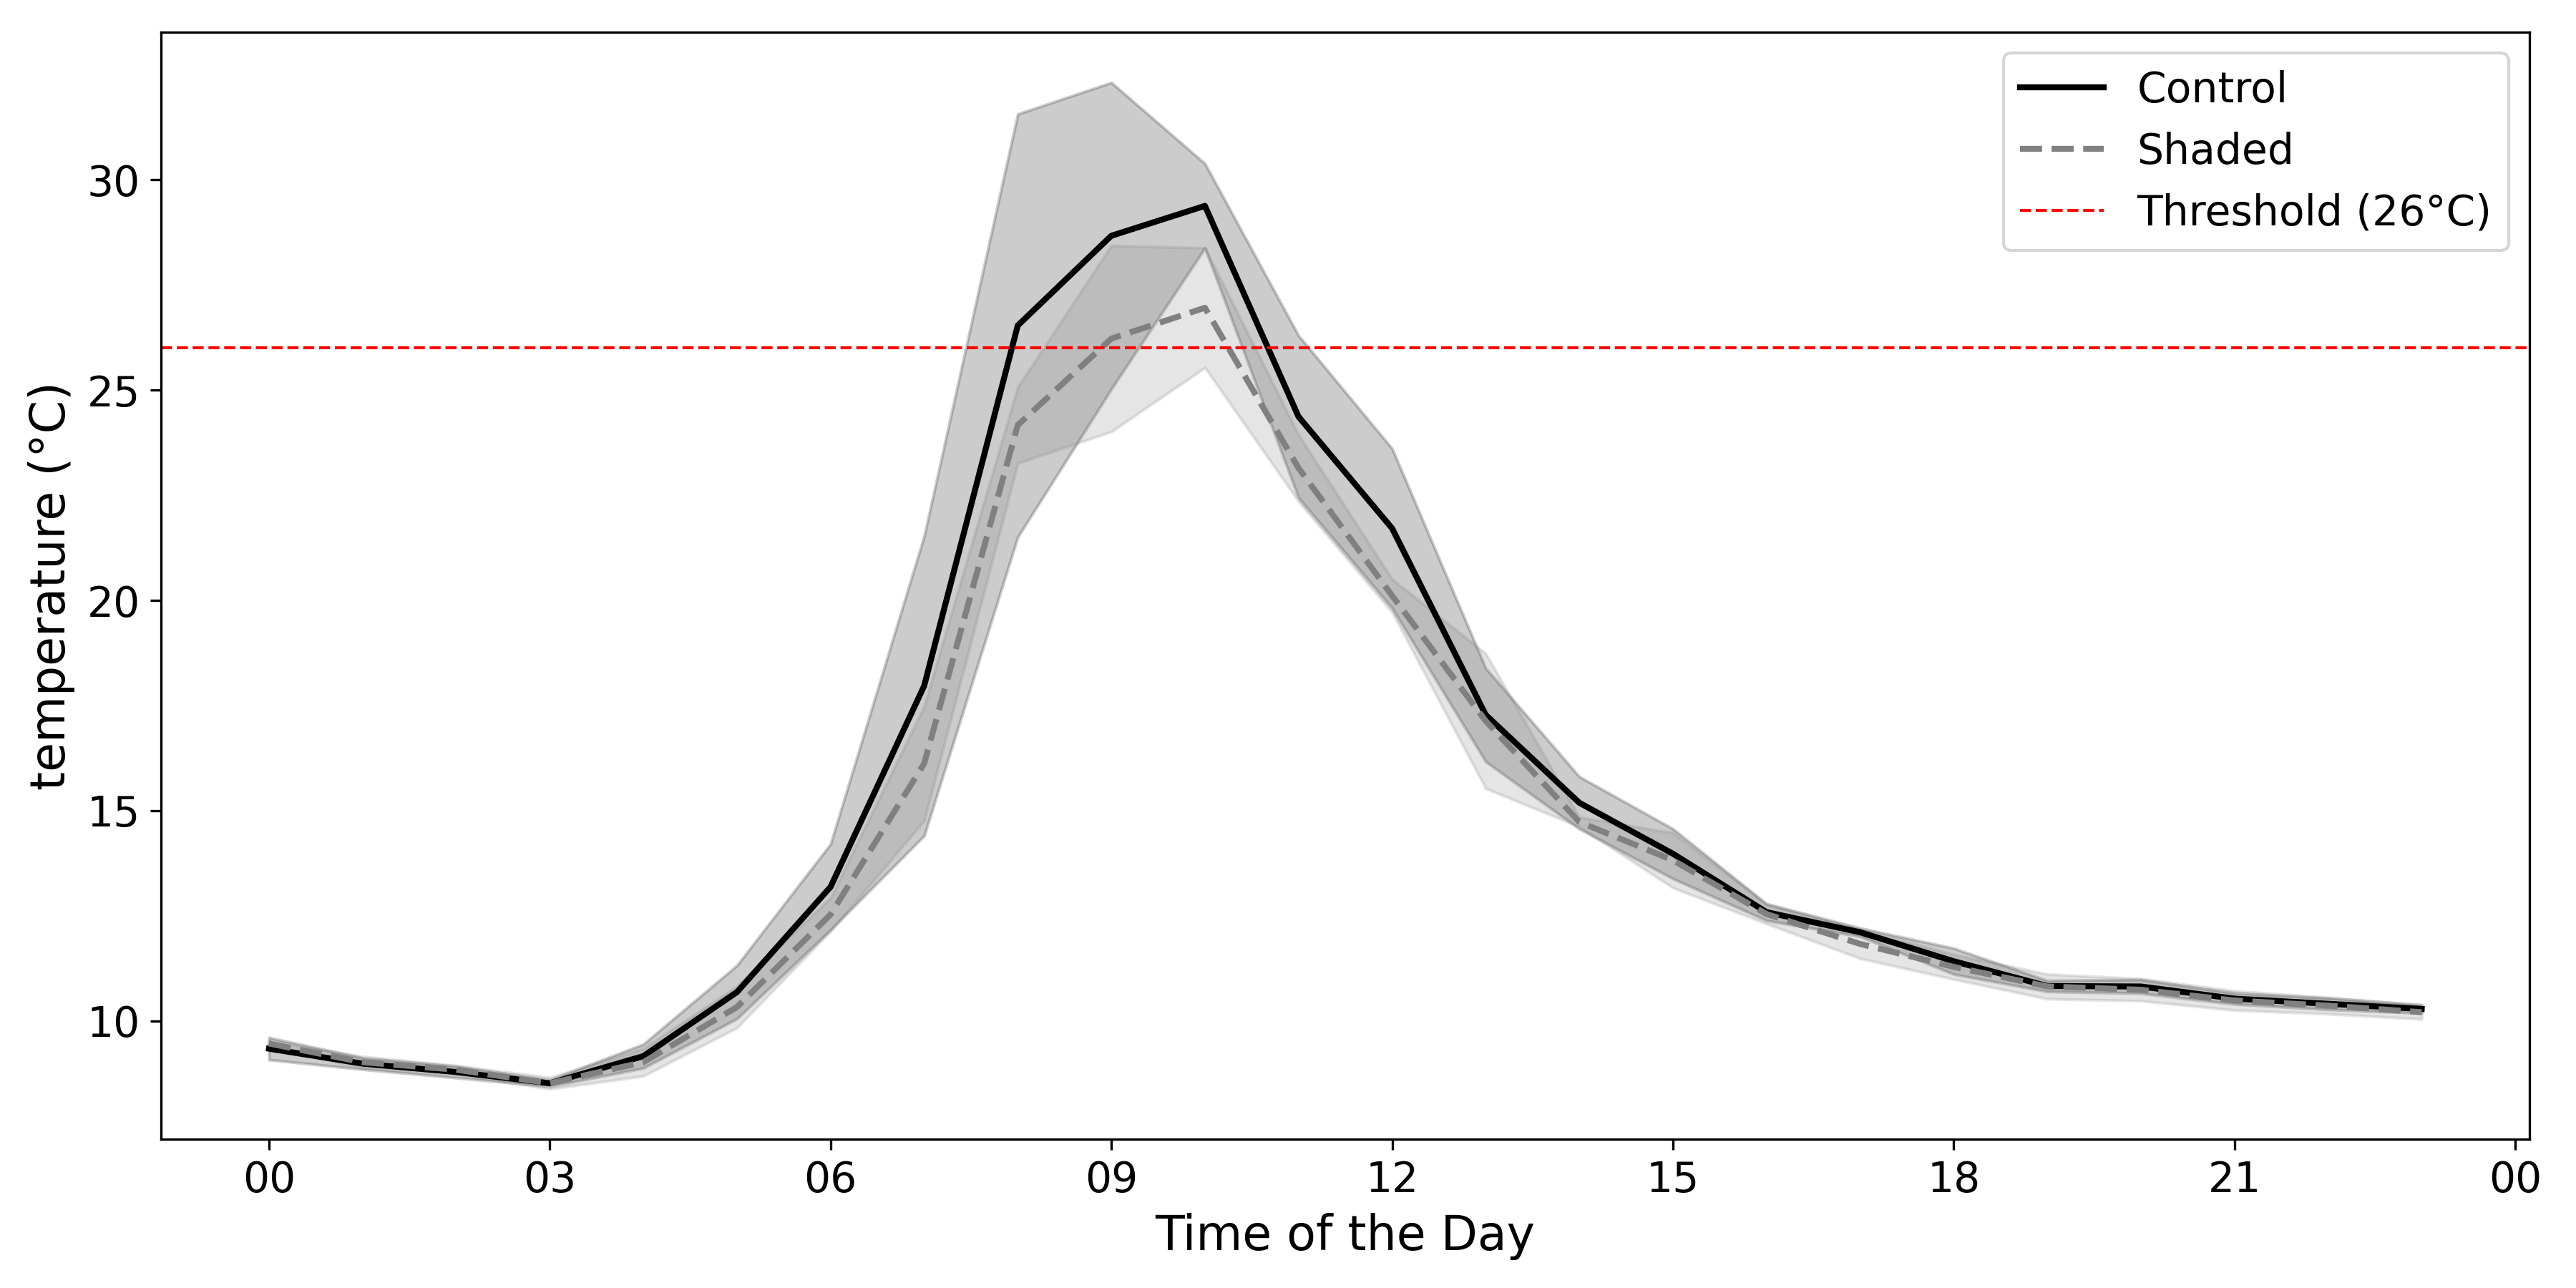 Control
Shaded
Threshold (26°C)
temperature (°C)
30
25
20
15
10
00 03 06 09 12 15 18 21 00
Time of the Day